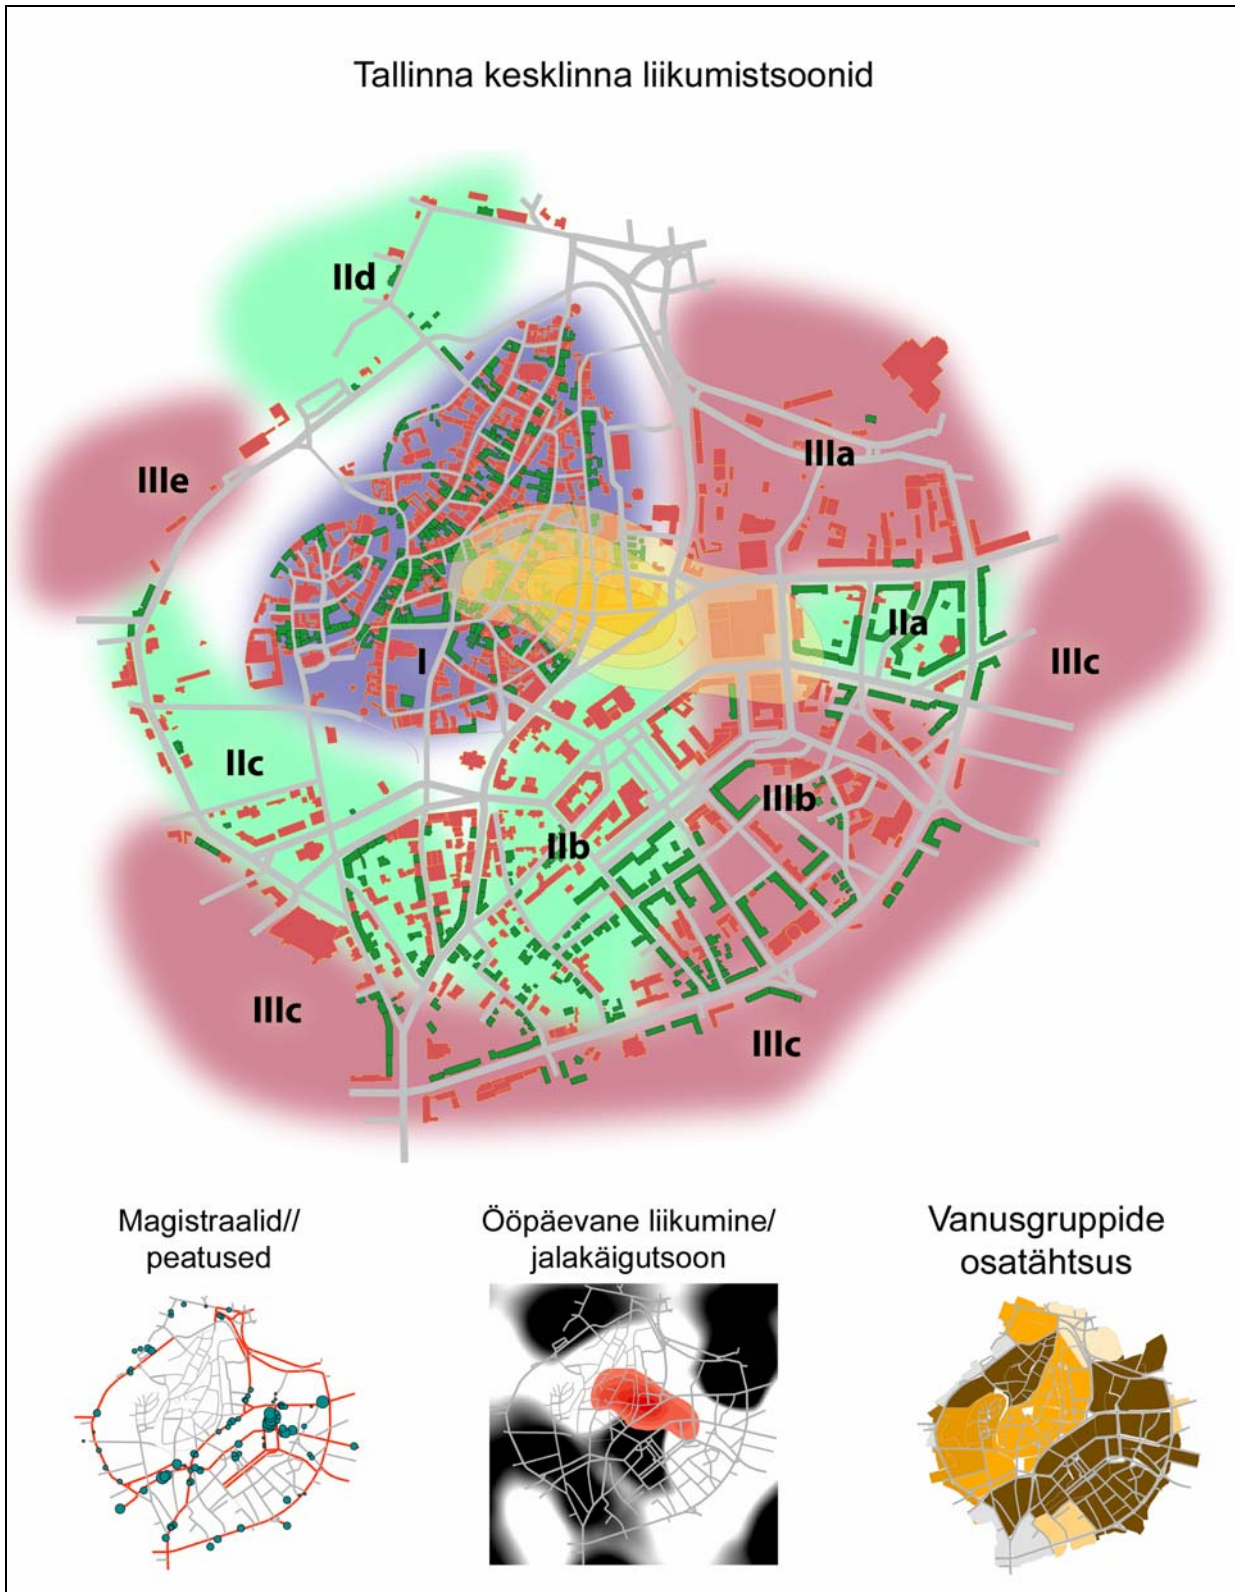 Tallinna kesklinna liikumistsoonid
IId
IIIe
IIIa
IIa
IIIc
I
IIc
IIIb
IIb
IIIc
IIIc
Magistraalid//
peatused
Ööpäevane liikumine/
jalakäigutsoon
Vanusgruppide
osatähtsus